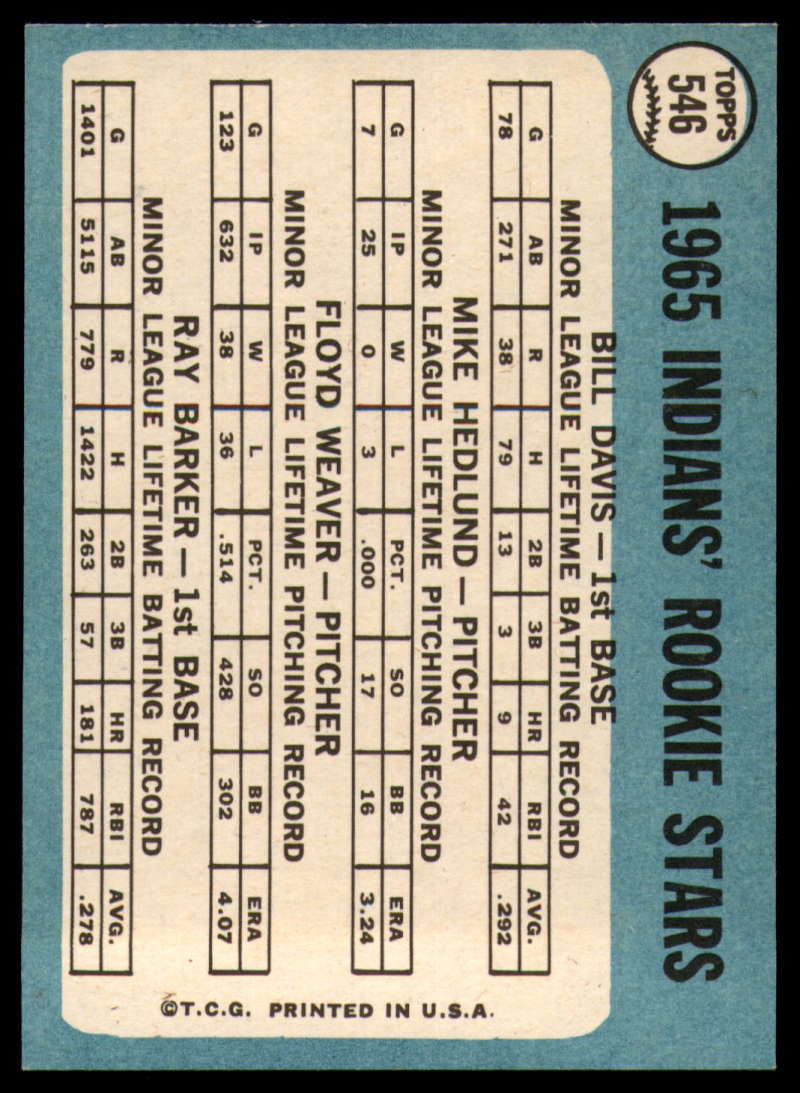 TOPPS
546
1965 INDIANS' ROOKIE STARS
BILL DAVIS — 1st BASE
MINOR LEAGUE LIFETIME BATTING RECORD
G AB R H 2B 3B HR RBI AVG.
78 271 38 79 13 3 9 42 .292
MIKE HEDLUND — PITCHER
MINOR LEAGUE LIFETIME PITCHING RECORD
G IP W L PCT. SO BB ERA
7 25 0 3 .000 17 16 3.24
FLOYD WEAVER — PITCHER
MINOR LEAGUE LIFETIME PITCHING RECORD
G IP W L PCT. SO BB ERA
123 632 38 36 .514 428 302 4.07
RAY BARKER — 1st BASE
MINOR LEAGUE LIFETIME BATTING RECORD
G AB R H 2B 3B HR RBI AVG.
1401 5115 779 1422 263 57 181 787 .278
©T.C.G. PRINTED IN U.S.A.